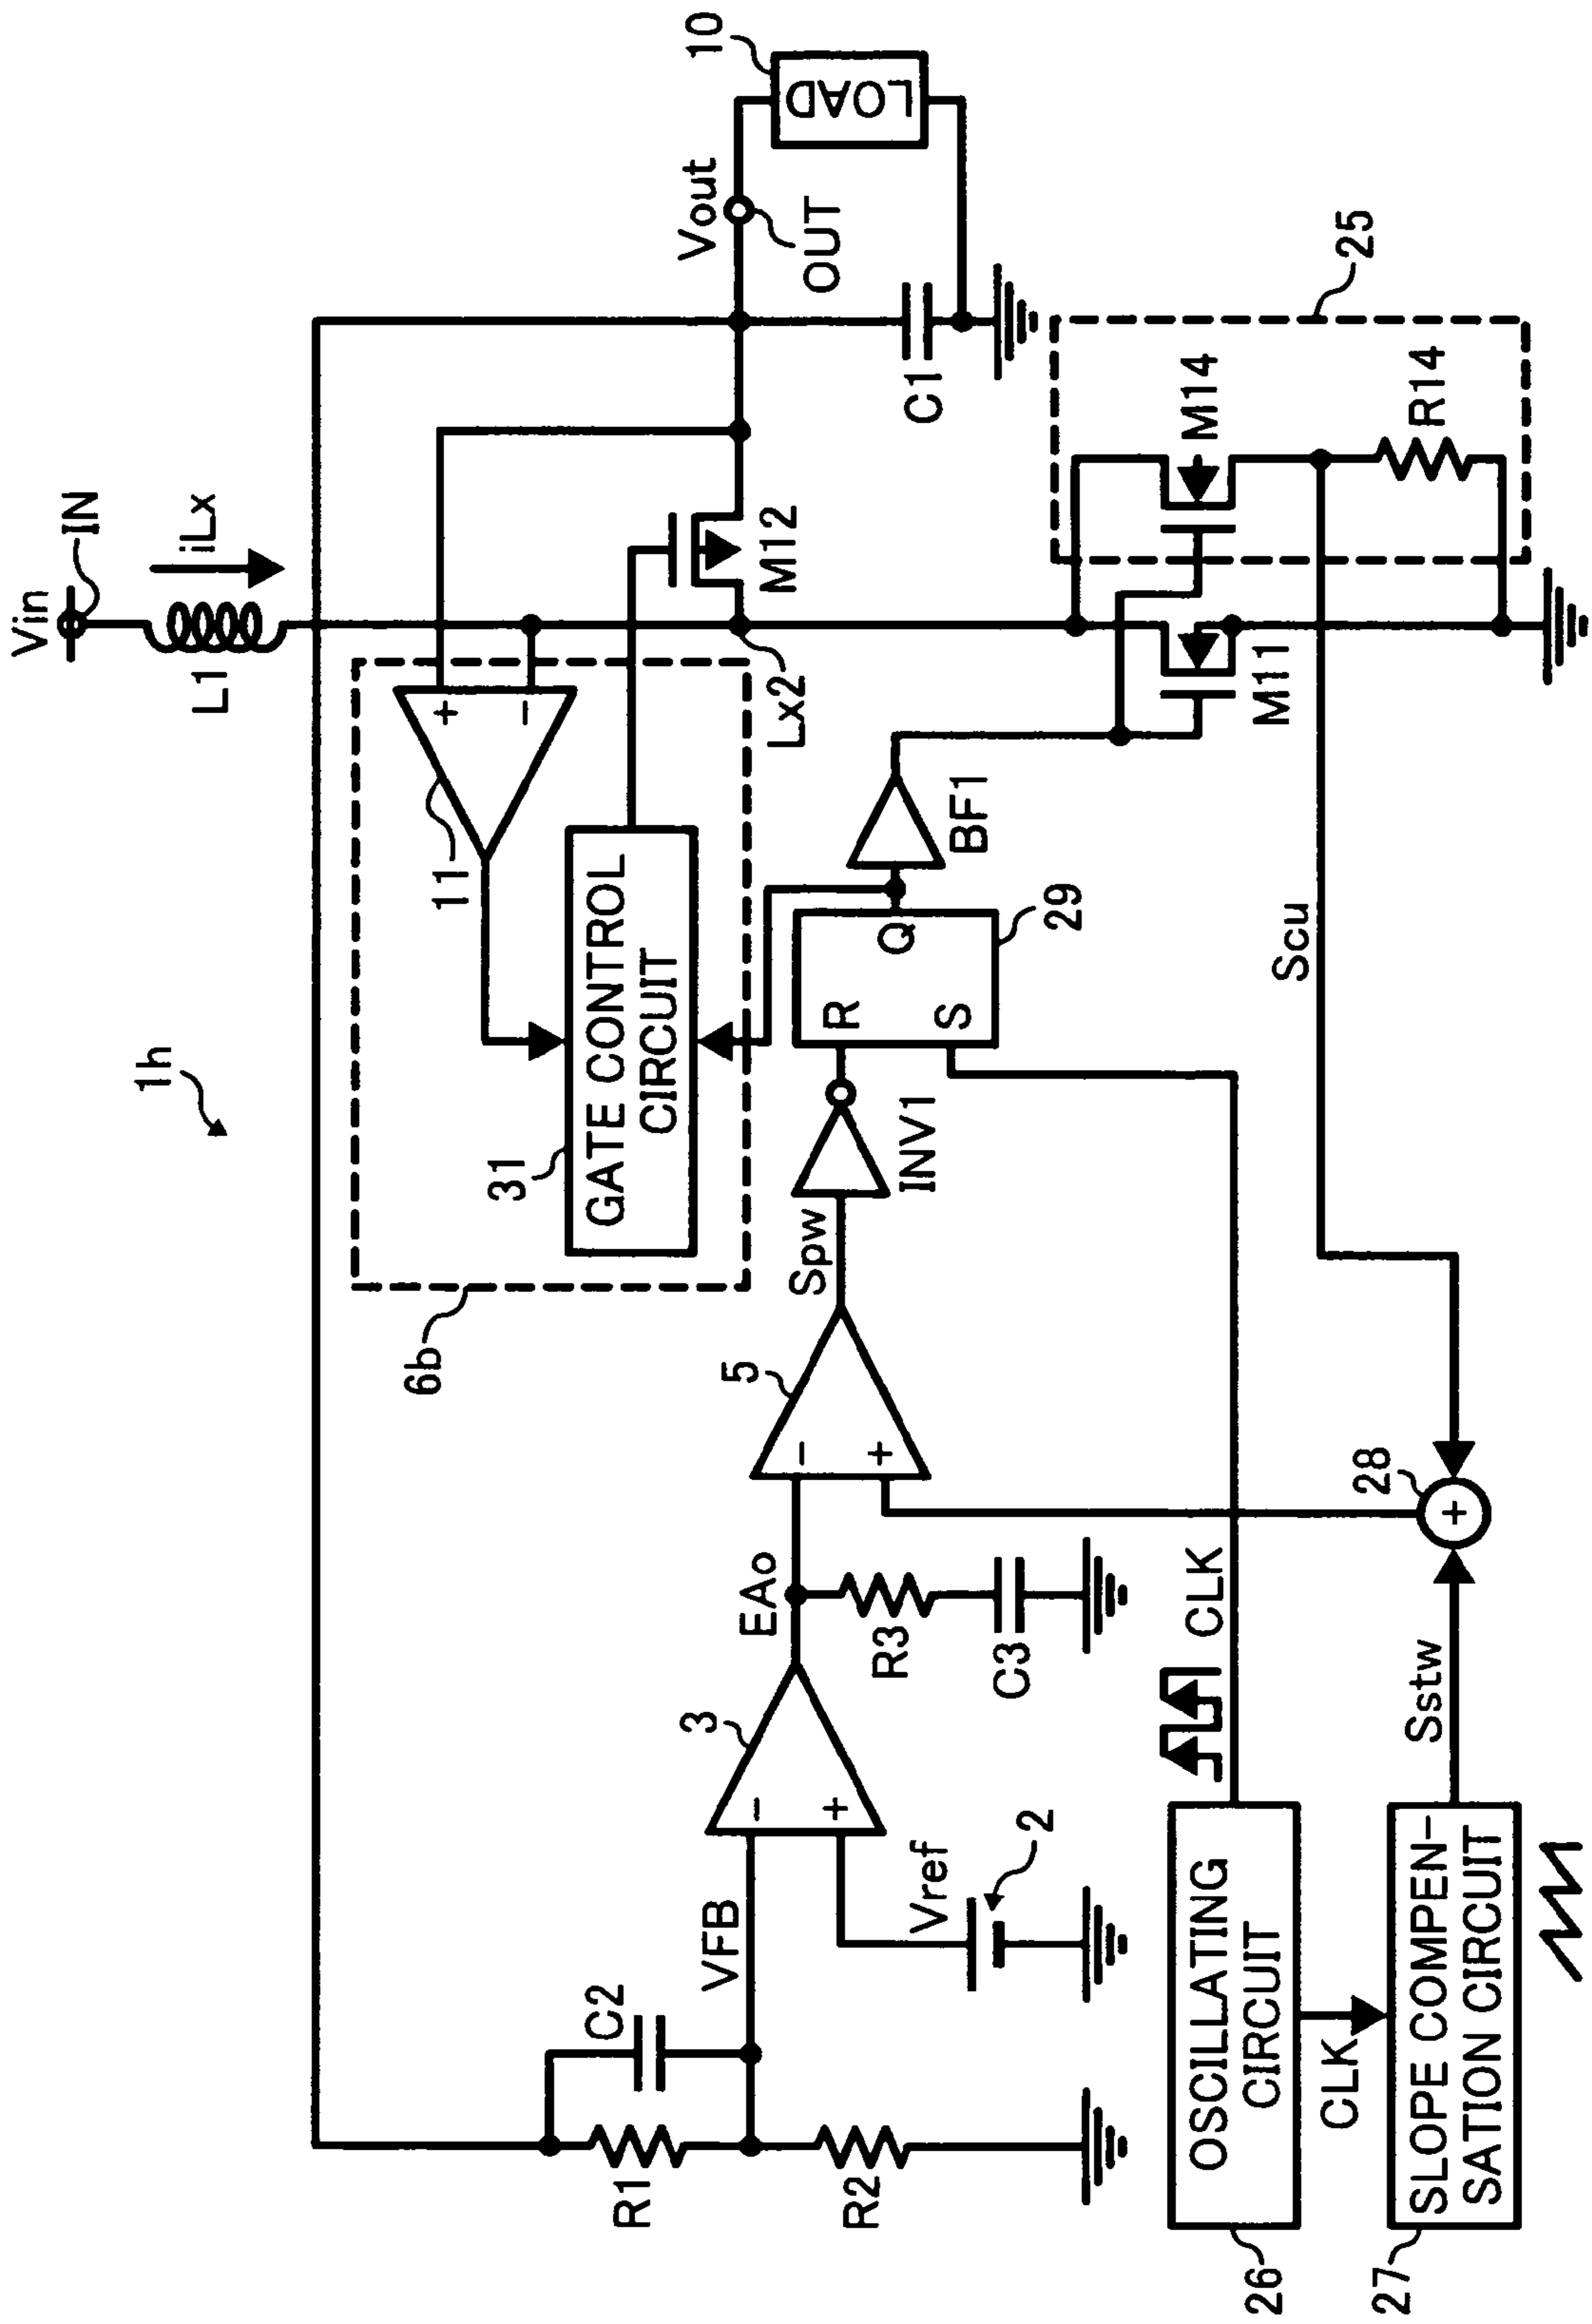 1h
Vin
IN
L1
iLx
11
+
−
31
GATE CONTROL
CIRCUIT
6b
M12
Lx2
Vout
OUT
10
LOAD
C1
R1
C2
VFB
R2
Vref
2
3
−
+
EAo
R3
C3
5
−
+
Spw
INV1
R
S
Q
29
BF1
M11
M14
R14
25
Scu
26
OSCILLATING
CIRCUIT
CLK
CLK
27
SLOPE COMPEN-
SATION CIRCUIT
Sstw
28
+